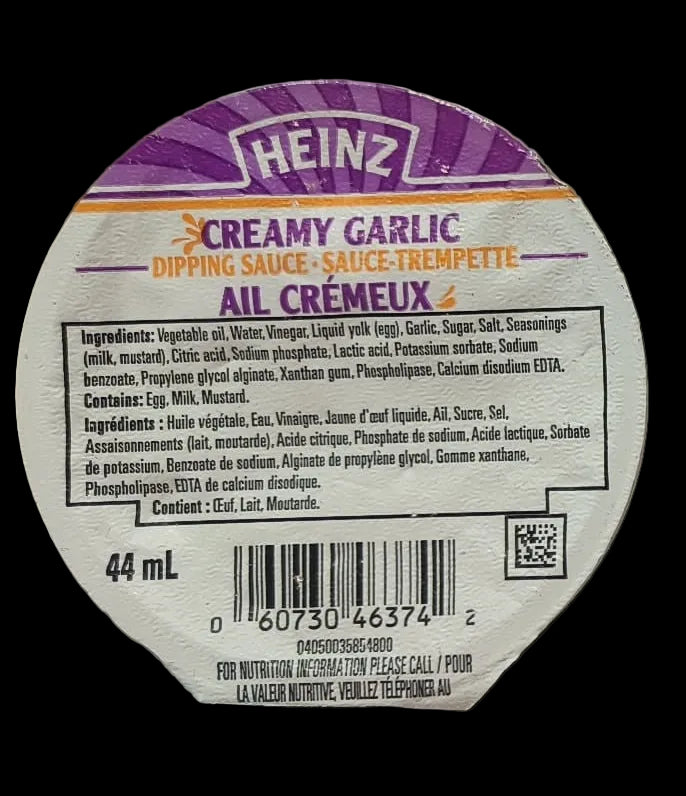 HEINZ
CREAMY GARLIC
DIPPING SAUCE • SAUCE-TREMPETTE
AIL CRÉMEUX
Ingredients: Vegetable oil, Water, Vinegar, Liquid yolk (egg), Garlic, Sugar, Salt, Seasonings
(milk, mustard), Citric acid, Sodium phosphate, Lactic acid, Potassium sorbate, Sodium
benzoate, Propylene glycol alginate, Xanthan gum, Phospholipase, Calcium disodium EDTA.
Contains: Egg, Milk, Mustard.
Ingrédients : Huile végétale, Eau, Vinaigre, Jaune d'œuf liquide, Ail, Sucre, Sel,
Assaisonnements (lait, moutarde), Acide citrique, Phosphate de sodium, Acide lactique, Sorbate
de potassium, Benzoate de sodium, Alginate de propylène glycol, Gomme xanthane,
Phospholipase, EDTA de calcium disodique.
Contient : Œuf, Lait, Moutarde.
44 mL
0 60730 46374 2
04050035854800
FOR NUTRITION INFORMATION PLEASE CALL / POUR
LA VALEUR NUTRITIVE, VEUILLEZ TÉLÉPHONER AU